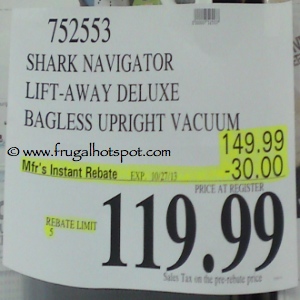 752553
SHARK NAVIGATOR
LIFT-AWAY DELUXE
BAGLESS UPRIGHT VACUUM
149.99
www.frugalhotspot.com
Mfr's Instant Rebate EXP. 10/27/13 -30.00
PRICE AT REGISTER
REBATE LIMIT
5
119.99
Sales Tax on the pre-rebate price